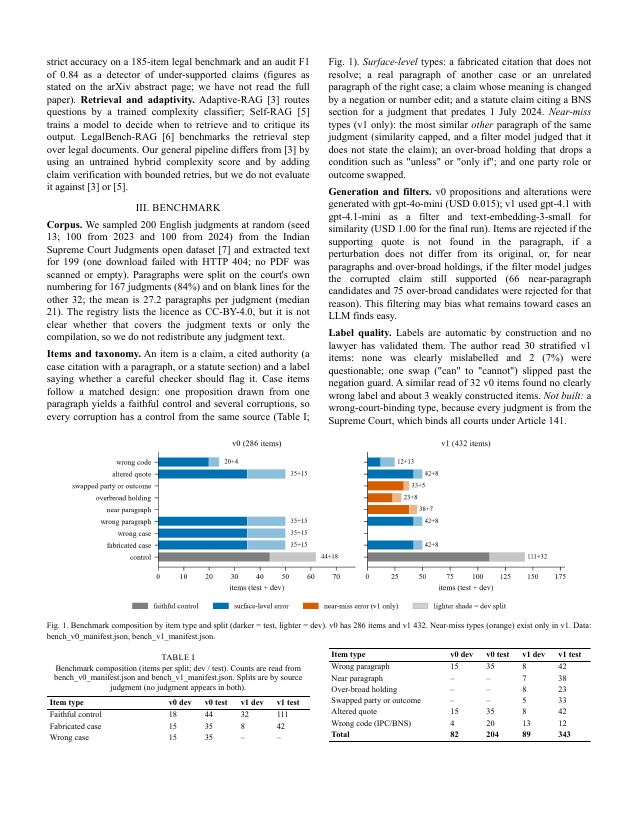 strict accuracy on a 185-item legal benchmark and an audit F1
of 0.84 as a detector of under-supported claims (figures as
stated on the arXiv abstract page; we have not read the full
paper). Retrieval and adaptivity. Adaptive-RAG [3] routes
questions by a trained complexity classifier; Self-RAG [5]
trains a model to decide when to retrieve and to critique its
output. LegalBench-RAG [6] benchmarks the retrieval step
over legal documents. Our general pipeline differs from [3] by
using an untrained hybrid complexity score and by adding
claim verification with bounded retries, but we do not evaluate
it against [3] or [5].
III. BENCHMARK
Corpus. We sampled 200 English judgments at random (seed
13; 100 from 2023 and 100 from 2024) from the Indian
Supreme Court Judgments open dataset [7] and extracted text
for 199 (one download failed with HTTP 404; no PDF was
scanned or empty). Paragraphs were split on the court's own
numbering for 167 judgments (84%) and on blank lines for the
other 32; the mean is 27.2 paragraphs per judgment (median
21). The registry lists the licence as CC-BY-4.0, but it is not
clear whether that covers the judgment texts or only the
compilation, so we do not redistribute any judgment text.
Items and taxonomy. An item is a claim, a cited authority (a
case citation with a paragraph, or a statute section) and a label
saying whether a careful checker should flag it. Case items
follow a matched design: one proposition drawn from one
paragraph yields a faithful control and several corruptions, so
every corruption has a control from the same source (Table I;
Fig. 1). Surface-level types: a fabricated citation that does not
resolve; a real paragraph of another case or an unrelated
paragraph of the right case; a claim whose meaning is changed
by a negation or number edit; and a statute claim citing a BNS
section for a judgment that predates 1 July 2024. Near-miss
types (v1 only): the most similar other paragraph of the same
judgment (similarity capped, and a filter model judged that it
does not state the claim); an over-broad holding that drops a
condition such as "unless" or "only if"; and one party role or
outcome swapped.
Generation and filters. v0 propositions and alterations were
generated with gpt-4o-mini (USD 0.015); v1 used gpt-4.1 with
gpt-4.1-mini as a filter and text-embedding-3-small for
similarity (USD 1.00 for the final run). Items are rejected if the
supporting quote is not found in the paragraph, if a
perturbation does not differ from its original, or, for near
paragraphs and over-broad holdings, if the filter model judges
the corrupted claim still supported (66 near-paragraph
candidates and 75 over-broad candidates were rejected for that
reason). This filtering may bias what remains toward cases an
LLM finds easy.
Label quality. Labels are automatic by construction and no
lawyer has validated them. The author read 30 stratified v1
items: none was clearly mislabelled and 2 (7%) were
questionable; one swap ("can" to "cannot") slipped past the
negation guard. A similar read of 32 v0 items found no clearly
wrong label and about 3 weakly constructed items. Not built: a
wrong-court-binding type, because every judgment is from the
Supreme Court, which binds all courts under Article 141.
v0 (286 items)
wrong code 20+4
altered quote 35+15
swapped party or outcome
overbroad holding
near paragraph
wrong paragraph 35+15
wrong case 35+15
fabricated case 35+15
control 44+18
0 10 20 30 40 50 60 70
items (test + dev)
v1 (432 items)
12+13
42+8
33+5
23+8
38+7
42+8
42+8
111+32
0 25 50 75 100 125 150 175
items (test + dev)
faithful control surface-level error near-miss error (v1 only) lighter shade = dev split
Fig. 1. Benchmark composition by item type and split (darker = test, lighter = dev). v0 has 286 items and v1 432. Near-miss types (orange) exist only in v1. Data:
bench_v0_manifest.json, bench_v1_manifest.json.
TABLE I
Benchmark composition (items per split; dev / test). Counts are read from
bench_v0_manifest.json and bench_v1_manifest.json. Splits are by source
judgment (no judgment appears in both).
Item type v0 dev v0 test v1 dev v1 test
Faithful control 18 44 32 111
Fabricated case 15 35 8 42
Wrong case 15 35 – –
Item type v0 dev v0 test v1 dev v1 test
Wrong paragraph 15 35 8 42
Near paragraph – – 7 38
Over-broad holding – – 8 23
Swapped party or outcome – – 5 33
Altered quote 15 35 8 42
Wrong code (IPC/BNS) 4 20 13 12
Total 82 204 89 343